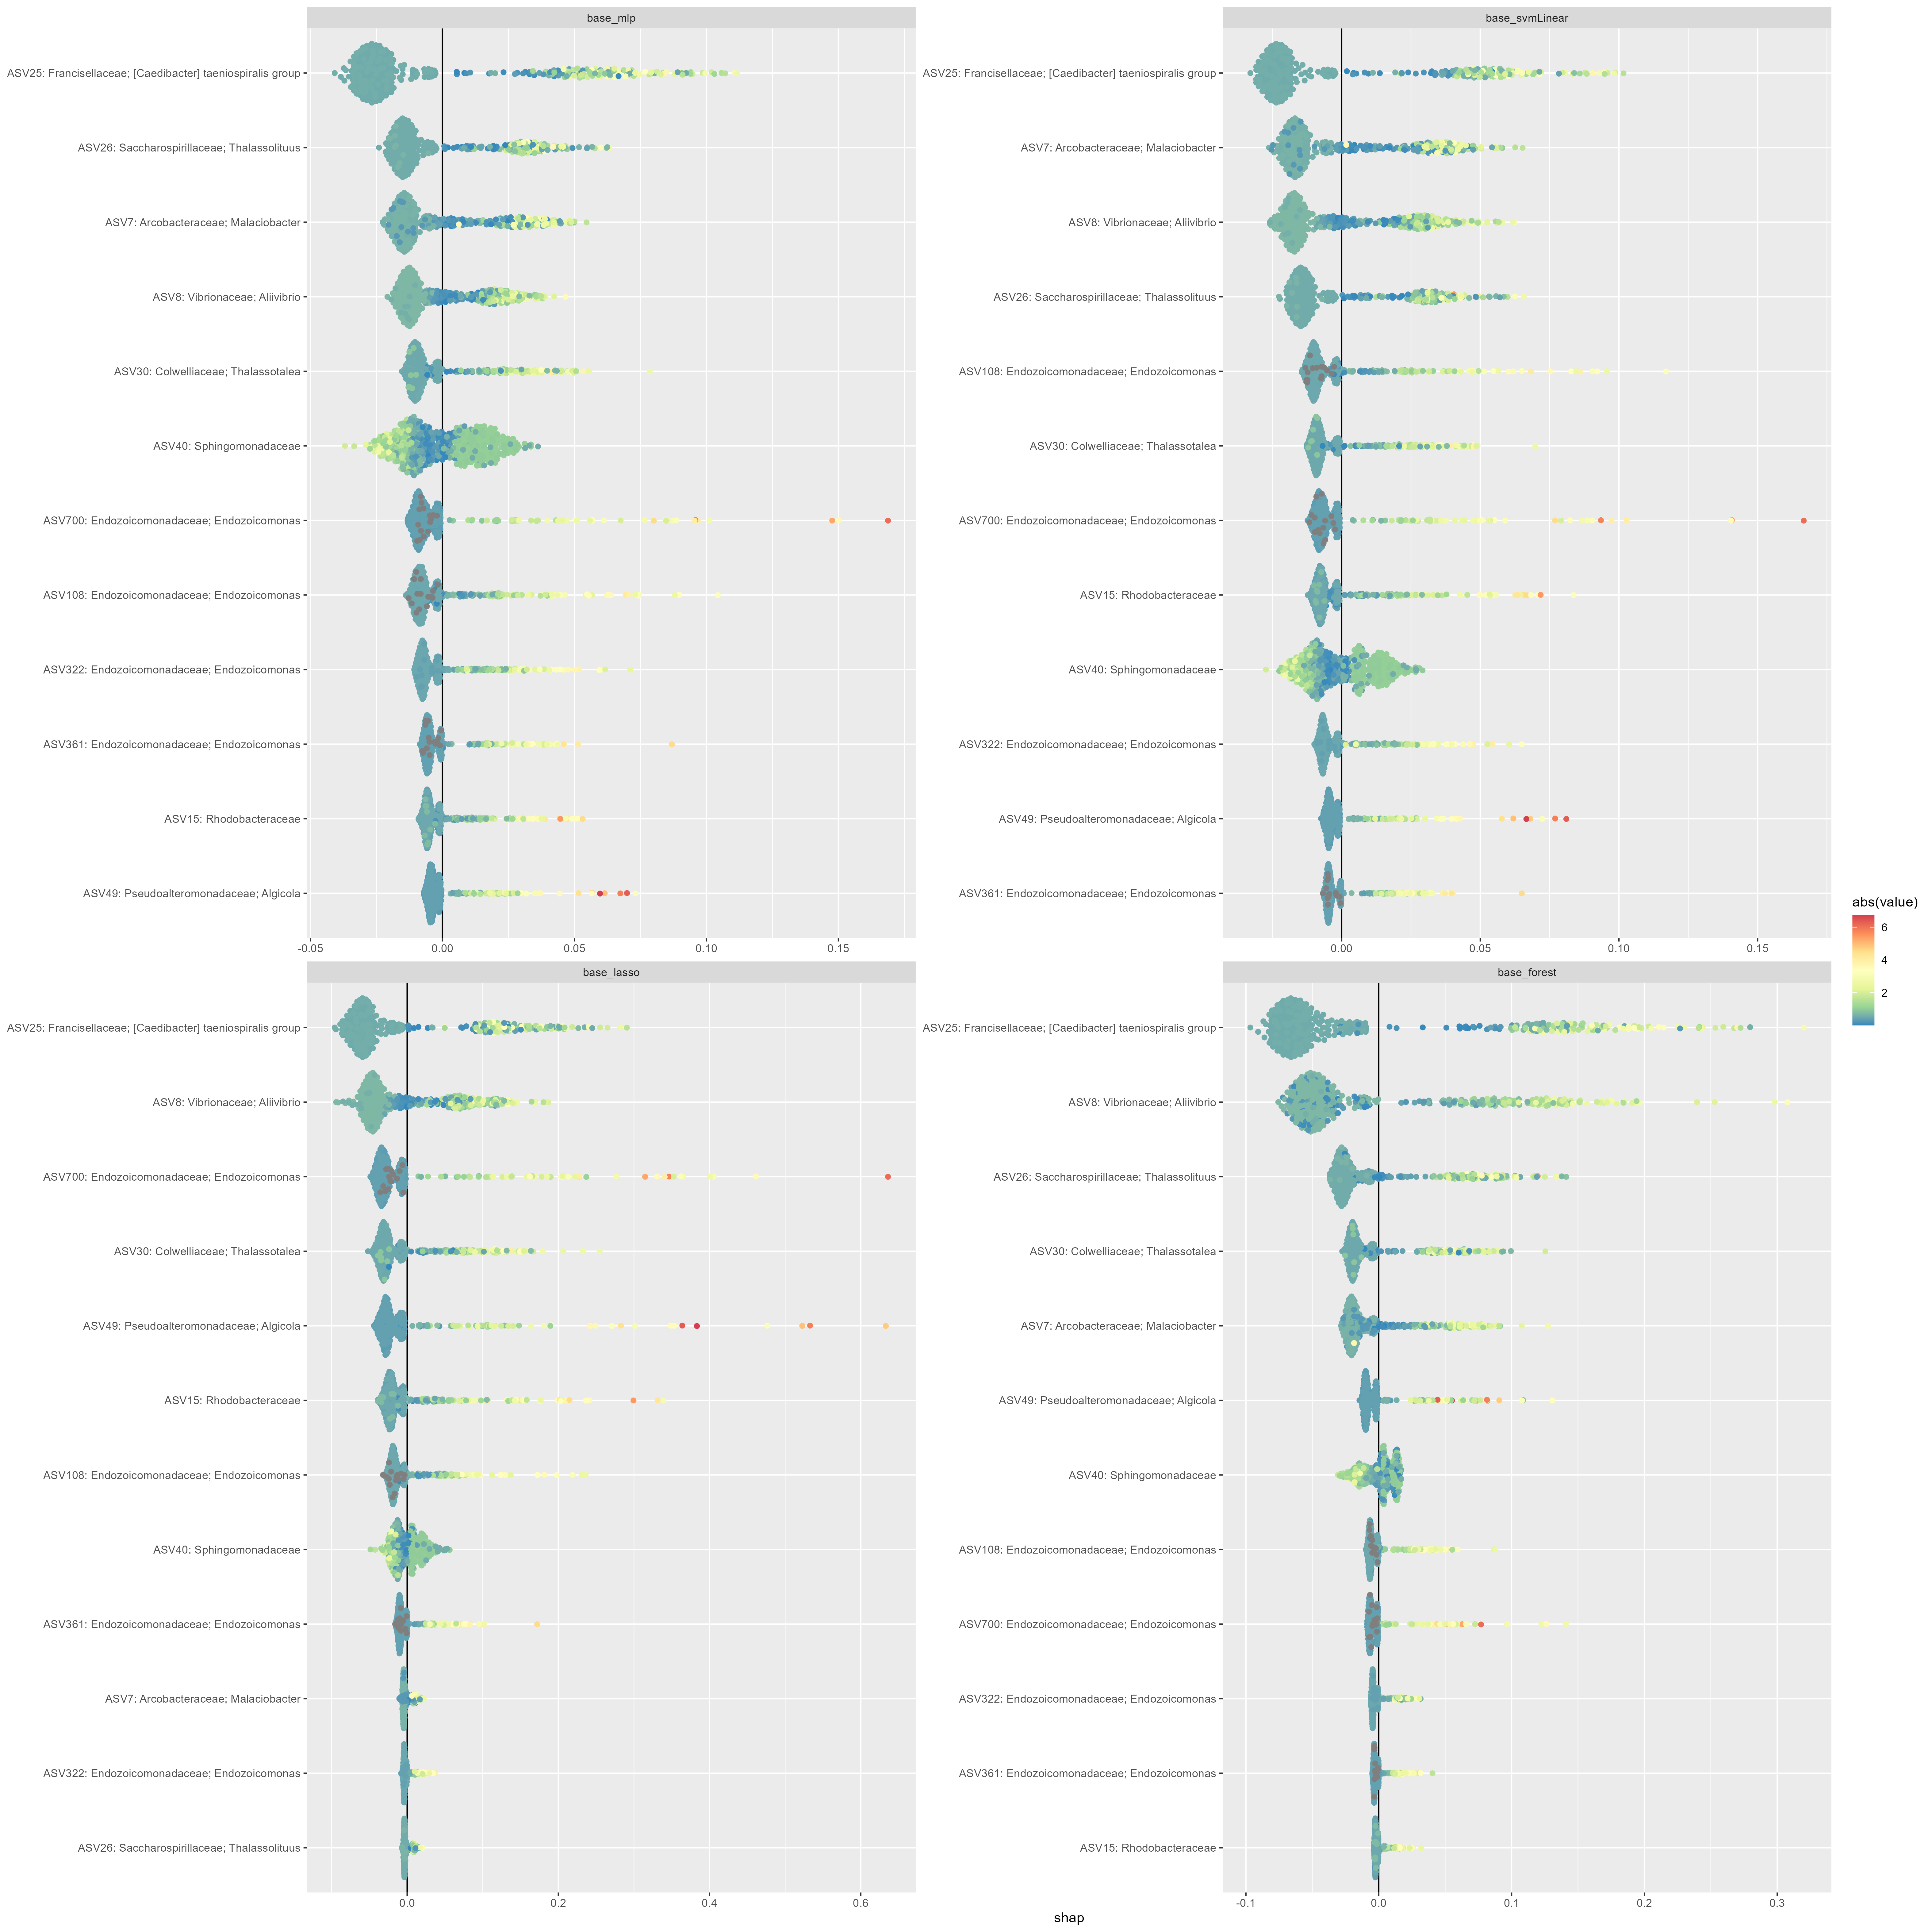 base_mlp
ASV25: Francisellaceae; [Caedibacter] taeniospiralis group
ASV26: Saccharospirillaceae; Thalassolituus
ASV7: Arcobacteraceae; Malaciobacter
ASV8: Vibrionaceae; Aliivibrio
ASV30: Colwelliaceae; Thalassotalea
ASV40: Sphingomonadaceae
ASV700: Endozoicomonadaceae; Endozoicomonas
ASV108: Endozoicomonadaceae; Endozoicomonas
ASV322: Endozoicomonadaceae; Endozoicomonas
ASV361: Endozoicomonadaceae; Endozoicomonas
ASV15: Rhodobacteraceae
ASV49: Pseudoalteromonadaceae; Algicola
-0.05 0.00 0.05 0.10 0.15
base_svmLinear
ASV25: Francisellaceae; [Caedibacter] taeniospiralis group
ASV7: Arcobacteraceae; Malaciobacter
ASV8: Vibrionaceae; Aliivibrio
ASV26: Saccharospirillaceae; Thalassolituus
ASV108: Endozoicomonadaceae; Endozoicomonas
ASV30: Colwelliaceae; Thalassotalea
ASV700: Endozoicomonadaceae; Endozoicomonas
ASV15: Rhodobacteraceae
ASV40: Sphingomonadaceae
ASV322: Endozoicomonadaceae; Endozoicomonas
ASV49: Pseudoalteromonadaceae; Algicola
ASV361: Endozoicomonadaceae; Endozoicomonas
0.00 0.05 0.10 0.15
base_lasso
ASV25: Francisellaceae; [Caedibacter] taeniospiralis group
ASV8: Vibrionaceae; Aliivibrio
ASV700: Endozoicomonadaceae; Endozoicomonas
ASV30: Colwelliaceae; Thalassotalea
ASV49: Pseudoalteromonadaceae; Algicola
ASV15: Rhodobacteraceae
ASV108: Endozoicomonadaceae; Endozoicomonas
ASV40: Sphingomonadaceae
ASV361: Endozoicomonadaceae; Endozoicomonas
ASV7: Arcobacteraceae; Malaciobacter
ASV322: Endozoicomonadaceae; Endozoicomonas
ASV26: Saccharospirillaceae; Thalassolituus
0.0 0.2 0.4 0.6
base_forest
ASV25: Francisellaceae; [Caedibacter] taeniospiralis group
ASV8: Vibrionaceae; Aliivibrio
ASV26: Saccharospirillaceae; Thalassolituus
ASV30: Colwelliaceae; Thalassotalea
ASV7: Arcobacteraceae; Malaciobacter
ASV49: Pseudoalteromonadaceae; Algicola
ASV40: Sphingomonadaceae
ASV108: Endozoicomonadaceae; Endozoicomonas
ASV700: Endozoicomonadaceae; Endozoicomonas
ASV322: Endozoicomonadaceae; Endozoicomonas
ASV361: Endozoicomonadaceae; Endozoicomonas
ASV15: Rhodobacteraceae
-0.1 0.0 0.1 0.2 0.3
shap
abs(value)
6
4
2